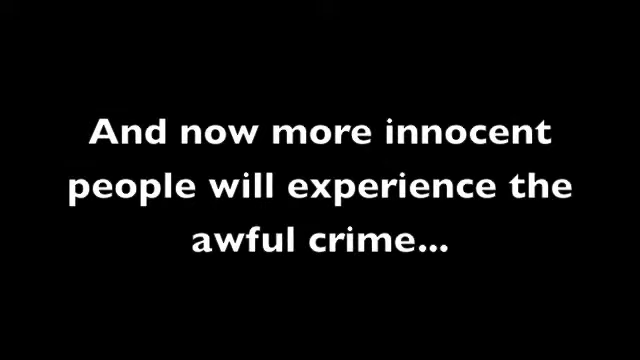 And now more innocent
people will experience the
awful crime...